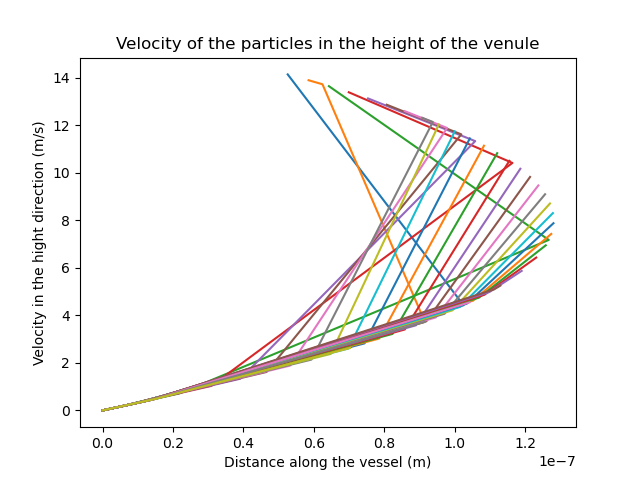 Velocity of the particles in the height of the venule
Velocity in the hight direction (m/s)
14
12
10
8
6
4
2
0
0.0 0.2 0.4 0.6 0.8 1.0 1.2
1e−7
Distance along the vessel (m)